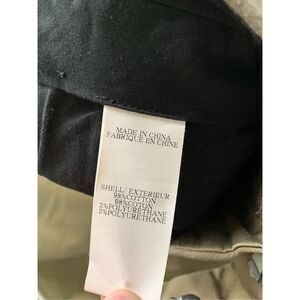 MADE IN CHINA
FABRIQUE EN CHINE
SHELL/ EXTERIEUR
98%COTTON
98%COTON
2%POLYURETHANE
2%POLYURETHANE